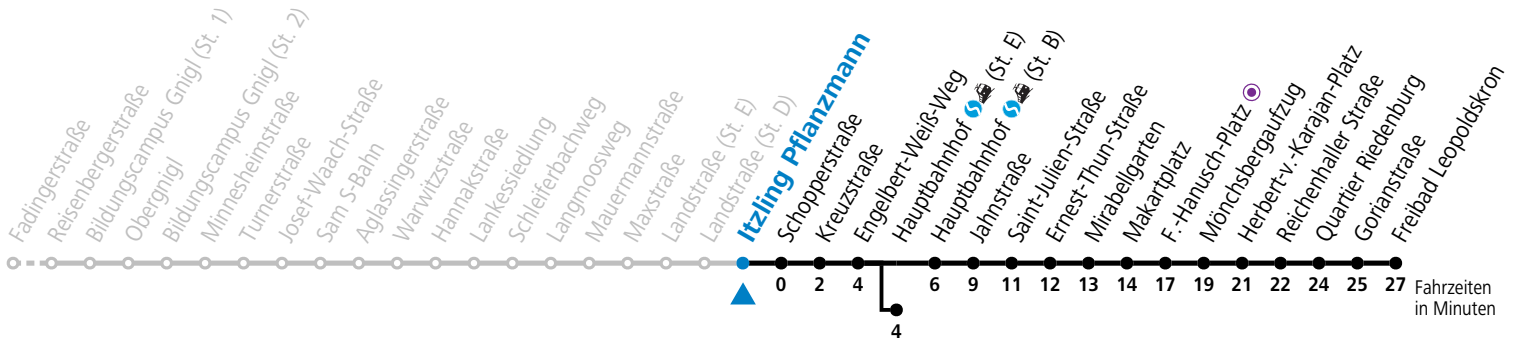 Fadingerstraße
Reisenbergerstraße
Bildungscampus Gnigl (St. 1)
Obergnigl
Bildungscampus Gnigl (St. 2)
Minnesheimstraße
Turnerstraße
Josef-Waach-Straße
Sam S-Bahn
Aglassingerstraße
Warwitzstraße
Hannakstraße
Lankessiedlung
Schleiferbachweg
Langmoosweg
Mauermannstraße
Maxstraße
Landstraße (St. E)
Landstraße (St. D)
Itzling Pflanzmann
Schopperstraße
Kreuzstraße
Engelbert-Weiß-Weg
Hauptbahnhof (St. E)
Hauptbahnhof (St. B)
Jahnstraße
Saint-Julien-Straße
Ernest-Thun-Straße
Mirabellgarten
Makartplatz
F.-Hanusch-Platz
Mönchsbergaufzug
Herbert-v.-Karajan-Platz
Reichenhaller Straße
Quartier Riedenburg
Gorianstraße
Freibad Leopoldskron
0 2 4 6 9 11 12 13 14 17 19 21 22 24 25 27 Fahrzeiten
in Minuten
4